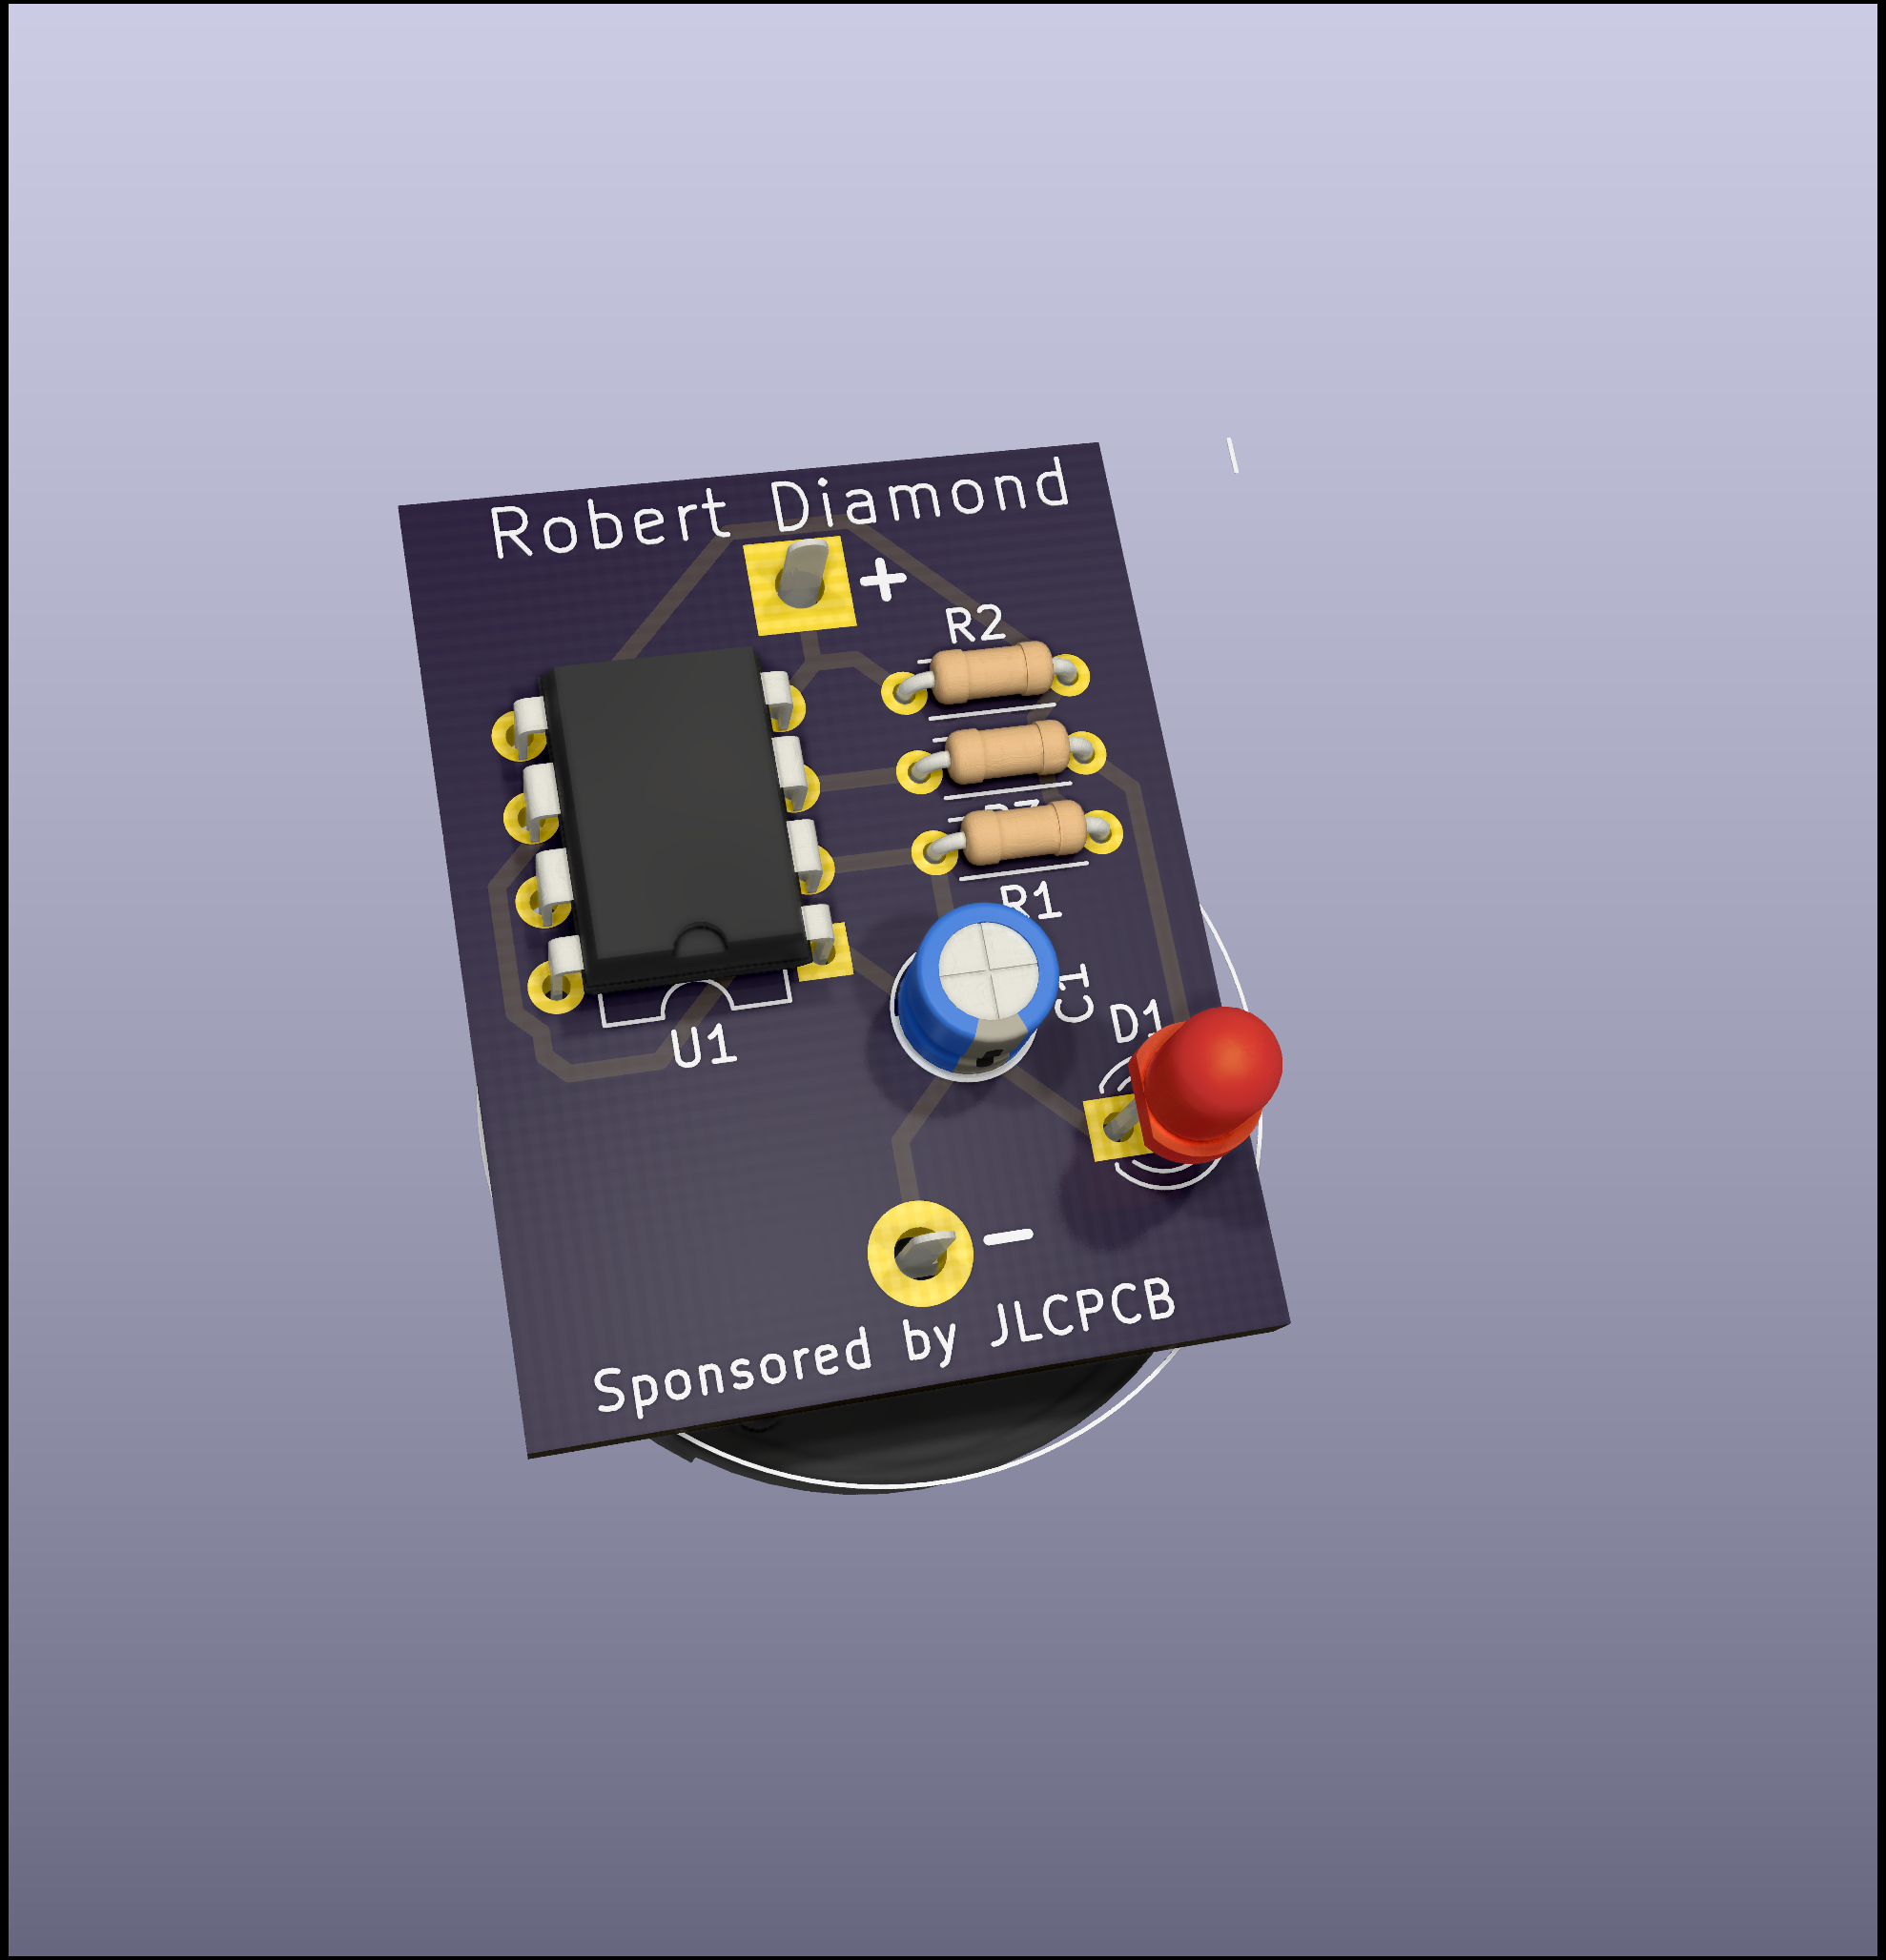 Robert Diamond
+
R2
R1
C1
D1
U1
-
Sponsored by JLCPCB